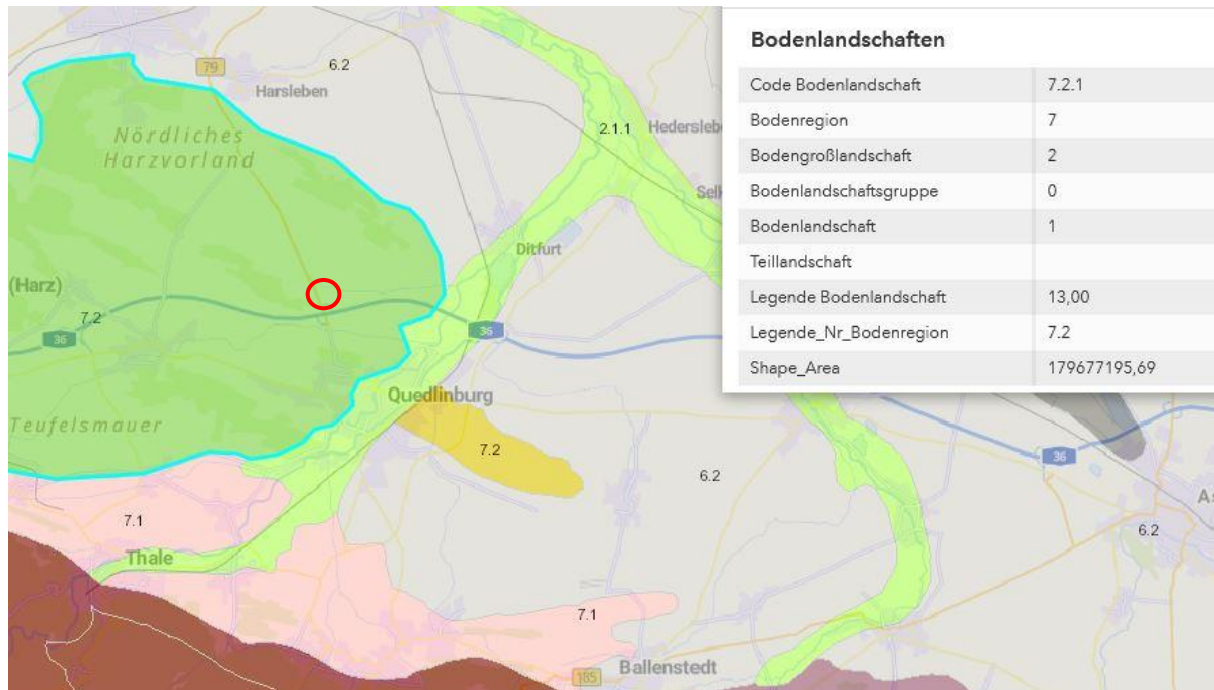 Bodenlandschaften
Code Bodenlandschaft 7.2.1
Bodenregion 7
Bodengroßlandschaft 2
Bodenlandschaftsgruppe 0
Bodenlandschaft 1
Teillandschaft
Legende Bodenlandschaft 13,00
Legende_Nr_Bodenregion 7.2
Shape_Area 179677195,69
79
6.2
Harsleben
Nördliches
Harzvorland
2.1.1
Hedersleb
Selk
Ditfurt
(Harz)
7.2
36
36
Quedlinburg
Teufelsmauer
7.2
36
6.2
As
7.1
6.2
Thale
7.1
Ballenstedt
185